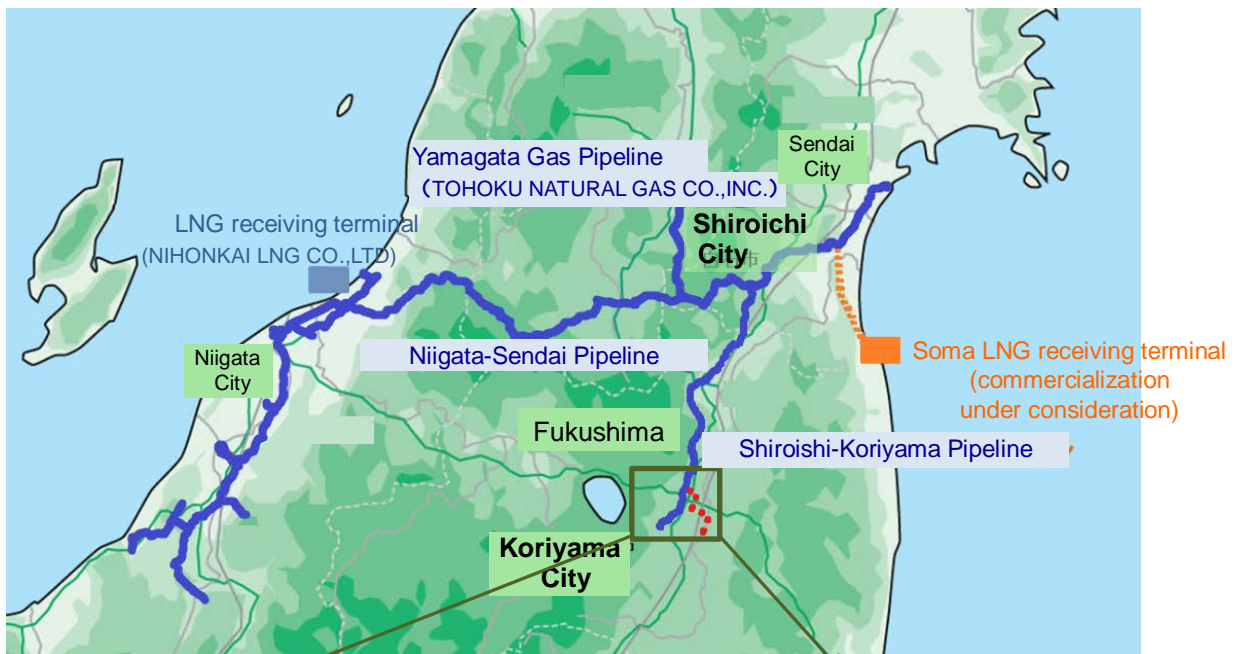 Yamagata Gas Pipeline
(TOHOKU NATURAL GAS CO.,INC.)
Sendai
City
LNG receiving terminal
(NIHONKAI LNG CO.,LTD)
Shiroichi
City
Niigata
City
Niigata-Sendai Pipeline
Soma LNG receiving terminal
(commercialization
under consideration)
Fukushima
Shiroishi-Koriyama Pipeline
Koriyama
City